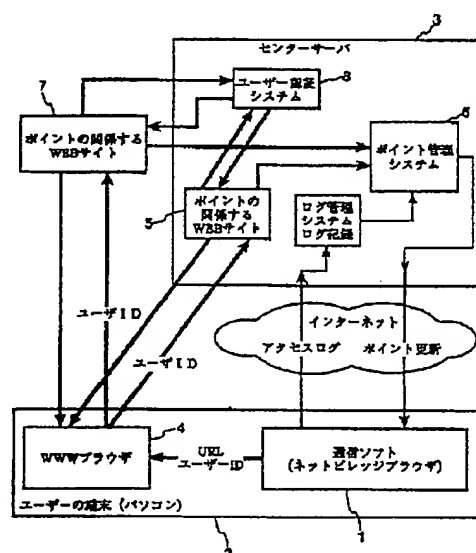 3
センターサーバ
7
ユーザー認証
システム
8
6
ポイントの関係する
WEBサイト
ポイント管理
システム
5
ポイントの
関係する
WEBサイト
ログ管理
システム
ログ記録
ユーザID
ユーザID
インターネット
アクセスログ
ポイント更新
4
WWWブラウザ
URL
ユーザーID
通信ソフト
(ネットビレッジブラウザ)
ユーザーの端末(パソコン)
1
2